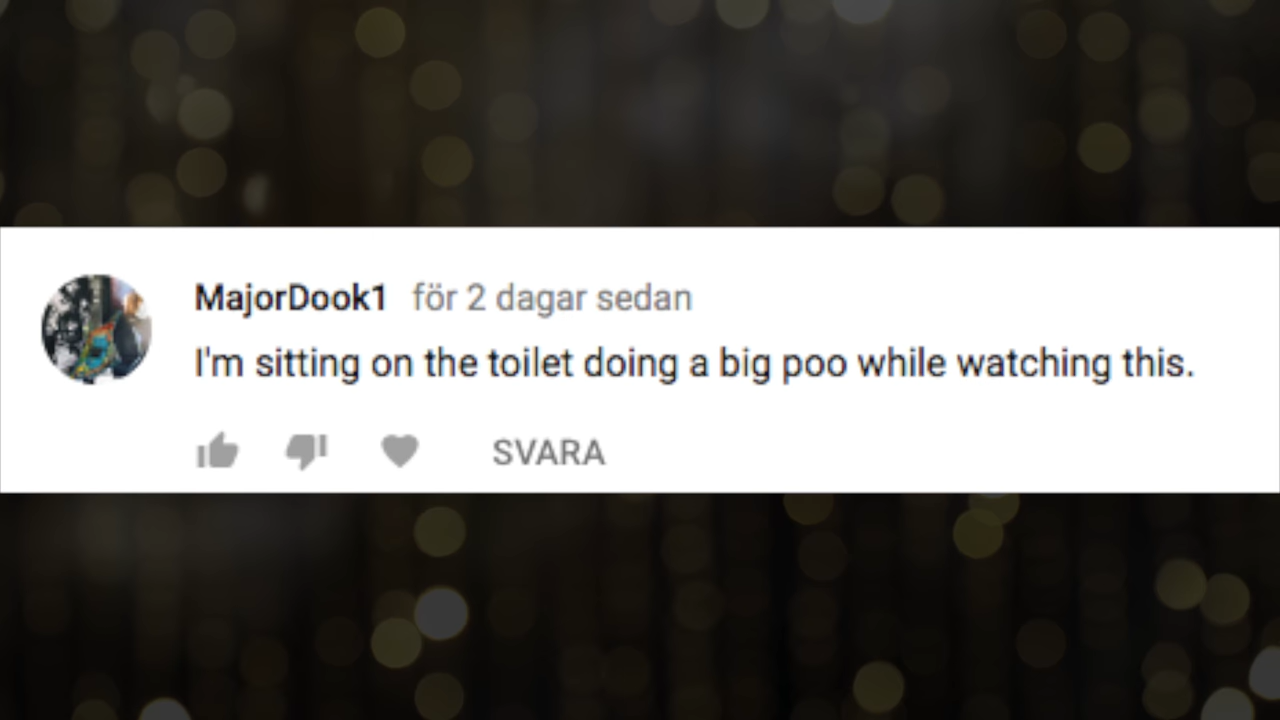 MajorDook1 för 2 dagar sedan
I'm sitting on the toilet doing a big poo while watching this.
SVARA